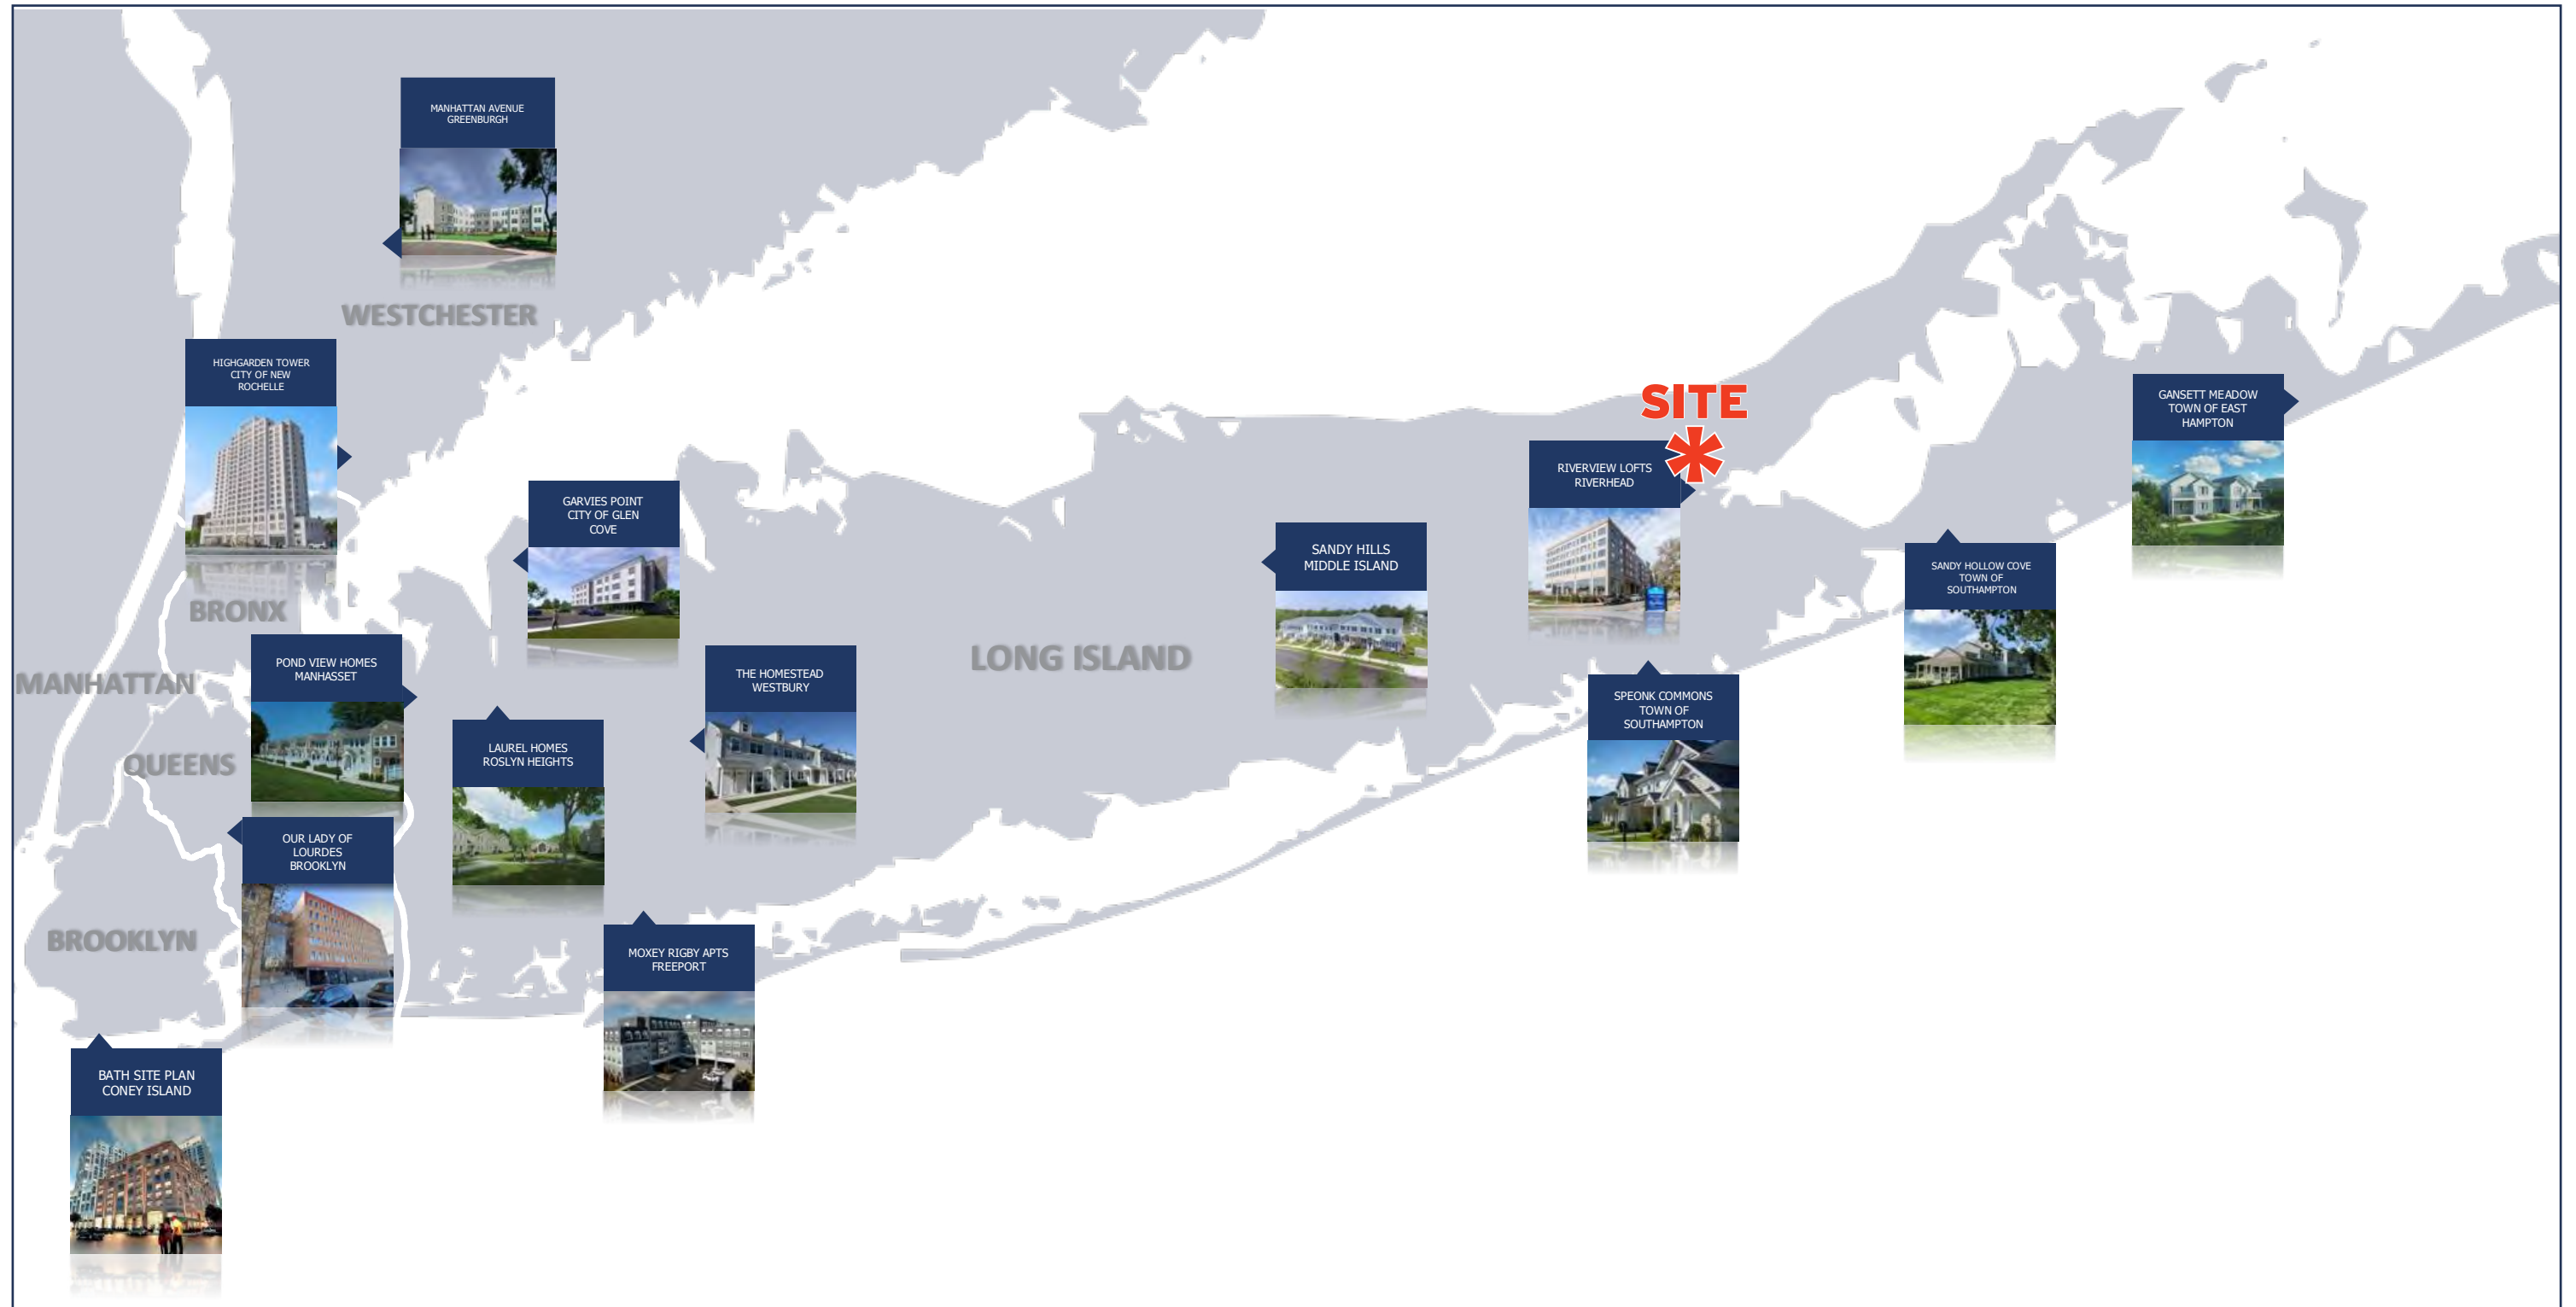 MANHATTAN AVENUE
GREENBURGH
WESTCHESTER
HIGHGARDEN TOWER
CITY OF NEW
ROCHELLE
SITE
GANSETT MEADOW
TOWN OF EAST
HAMPTON
RIVERVIEW LOFTS
RIVERHEAD
GARVIES POINT
CITY OF GLEN
COVE
SANDY HILLS
MIDDLE ISLAND
SANDY HOLLOW COVE
TOWN OF
SOUTHAMPTON
BRONX
LONG ISLAND
POND VIEW HOMES
MANHASSET
THE HOMESTEAD
WESTBURY
MANHATTAN
SPEONK COMMONS
TOWN OF
SOUTHAMPTON
LAUREL HOMES
ROSLYN HEIGHTS
QUEENS
OUR LADY OF
LOURDES
BROOKLYN
BROOKLYN
MOXEY RIGBY APTS
FREEPORT
BATH SITE PLAN
CONEY ISLAND